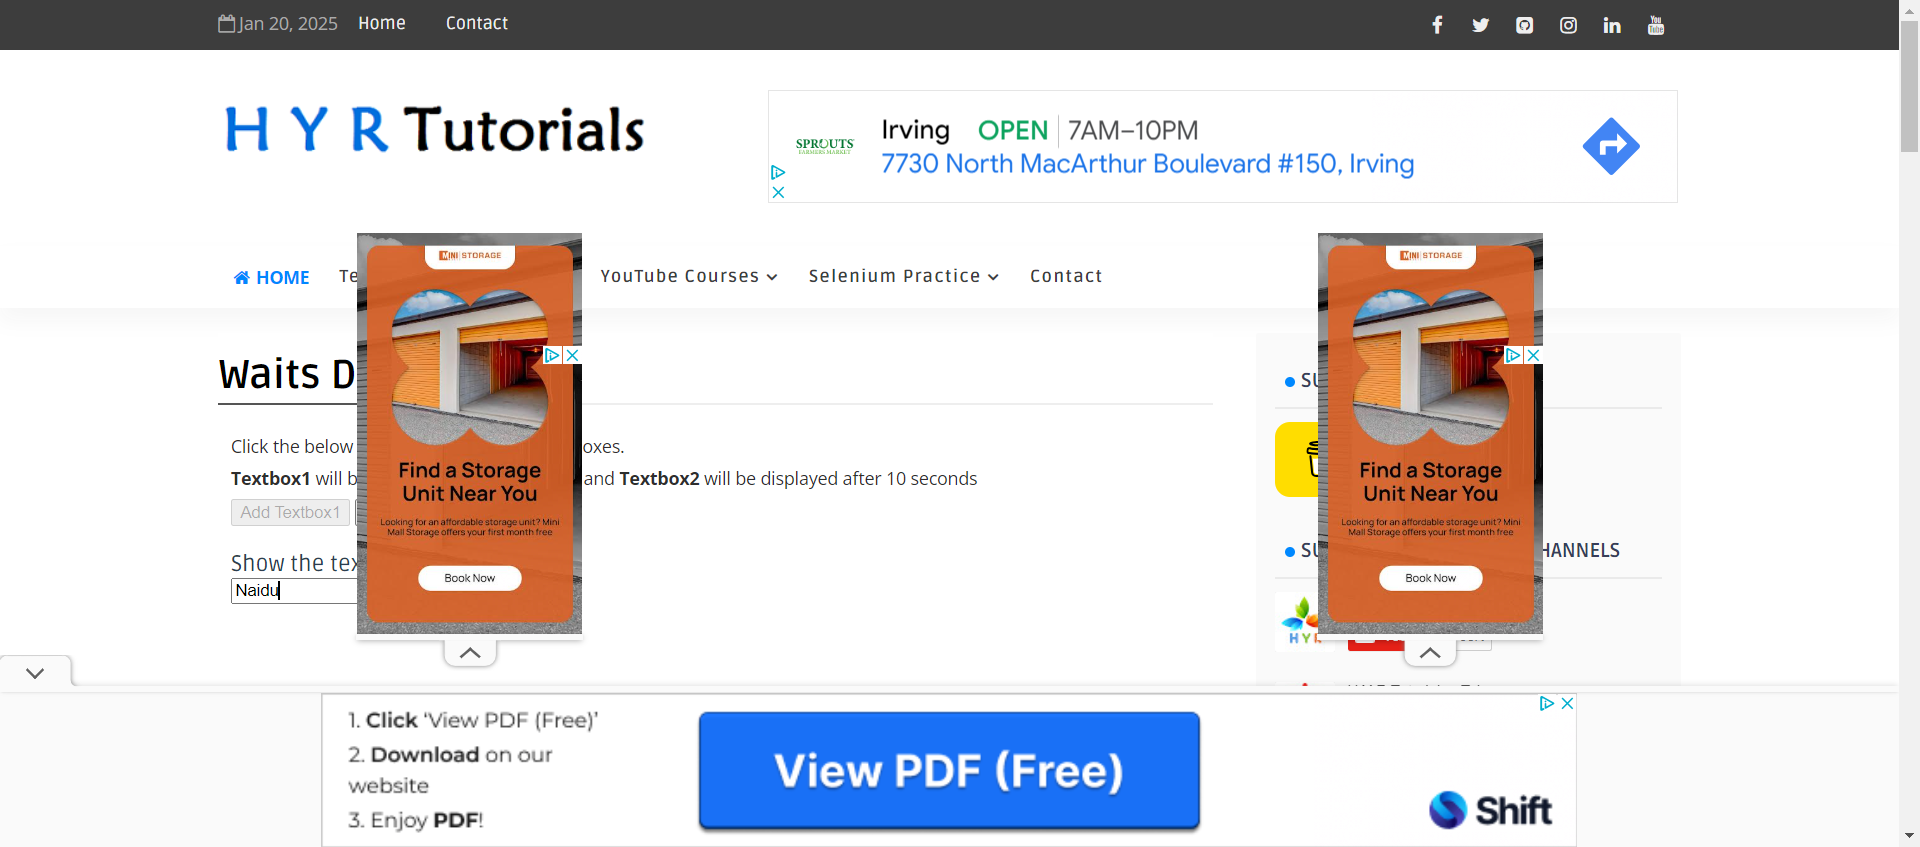 Jan 20, 2025 Home Contact
You Tube
H Y R Tutorials
SPROUTS
FARMERS MARKET
Irving OPEN 7AM–10PM
7730 North MacArthur Boulevard #150, Irving
HOME Te YouTube Courses Selenium Practice Contact
MINI STORAGE
Find a Storage
Unit Near You
Looking for an affordable storage unit? Mini
Mall Storage offers your first month free
Book Now
MINI STORAGE
Find a Storage
Unit Near You
Looking for an affordable storage unit? Mini
Mall Storage offers your first month free
Book Now
Waits D
Click the below oxes.
Textbox1 will b and Textbox2 will be displayed after 10 seconds
Add Textbox1
Show the tex
Naidu
SU
SU HANNELS
HYR
1. Click ‘View PDF (Free)’
2. Download on our
website
3. Enjoy PDF!
View PDF (Free)
Shift